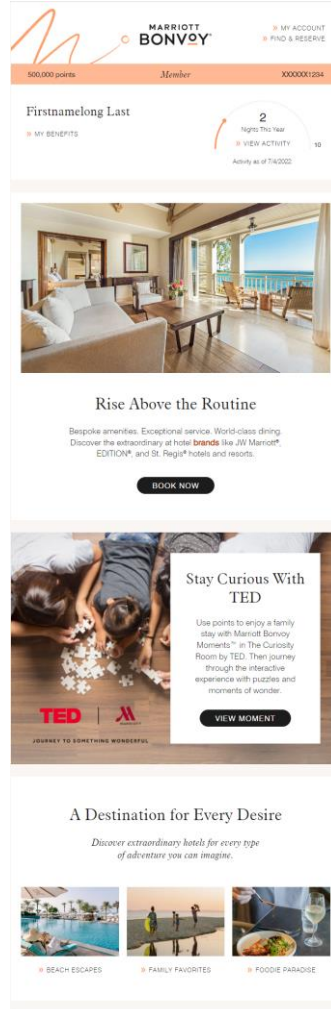 MARRIOTT
BONVOY
» MY ACCOUNT
» FIND & RESERVE
500,000 points
Member
XXXXXX1234
Firstnamelong Last
» MY BENEFITS
2
Nights This Year
» VIEW ACTIVITY
10
Activity as of 7/4/2022
Rise Above the Routine
Bespoke amenities. Exceptional service. World-class dining.
Discover the extraordinary at hotel brands like JW Marriott®,
EDITION®, and St. Regis® hotels and resorts.
BOOK NOW
Stay Curious With
TED
Use points to enjoy a family
stay with Marriott Bonvoy
Moments™ in The Curiosity
Room by TED. Then journey
through the interactive
experience with puzzles and
moments of wonder.
VIEW MOMENT
TED
MARRIOTT
JOURNEY TO SOMETHING WONDERFUL
A Destination for Every Desire
Discover extraordinary hotels for every type
of adventure you can imagine.
» BEACH ESCAPES
» FAMILY FAVORITES
» FOODIE PARADISE